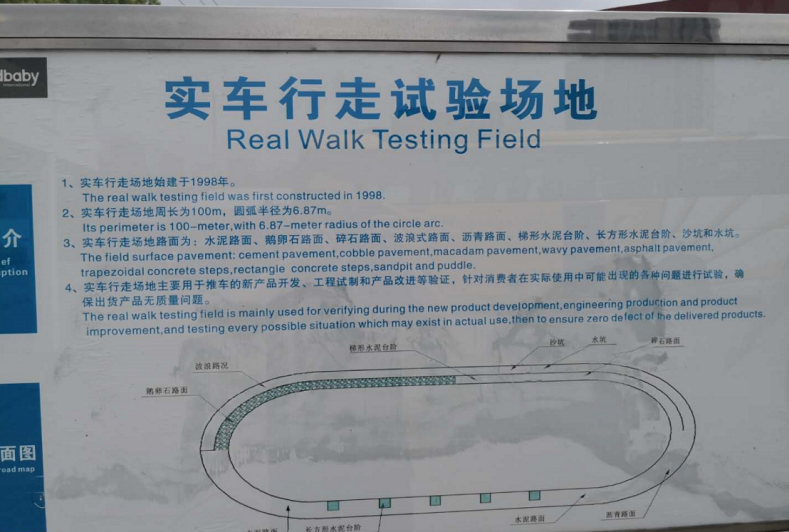 dbaby
International
实车行走试验场地
Real Walk Testing Field
1、实车行走场地始建于1998年。
The real walk testing field was first constructed in 1998.
2、实车行走场地周长为100m，圆弧半径为6.87m。
Its perimeter is 100-meter,with 6.87-meter radius of the circle arc.
3、实车行走场地路面为：水泥路面、鹅卵石路面、碎石路面、波浪式路面、沥青路面、梯形水泥台阶、长方形水泥台阶、沙坑和水坑。
The field surface pavement: cement pavement,cobble pavement,macadam pavement,wavy pavement,asphalt pavement,
trapezoidal concrete steps,rectangle concrete steps,sandpit and puddle.
4、实车行走场地主要用于推车的新产品开发、工程试制和产品改进等验证，针对消费者在实际使用中可能出现的各种问题进行试验，确
保出货产品无质量问题。
The real walk testing field is mainly used for verifying during the new product development,engineering production and product
improvement,and testing every possible situation which may exist in actual use,then to ensure zero defect of the delivered products.
介
ef
ption
面图
road map
梯形水泥台阶
沙坑
水坑
碎石路面
波浪路况
鹅卵石路面
长方形水泥台阶
水泥路面
沥青路面